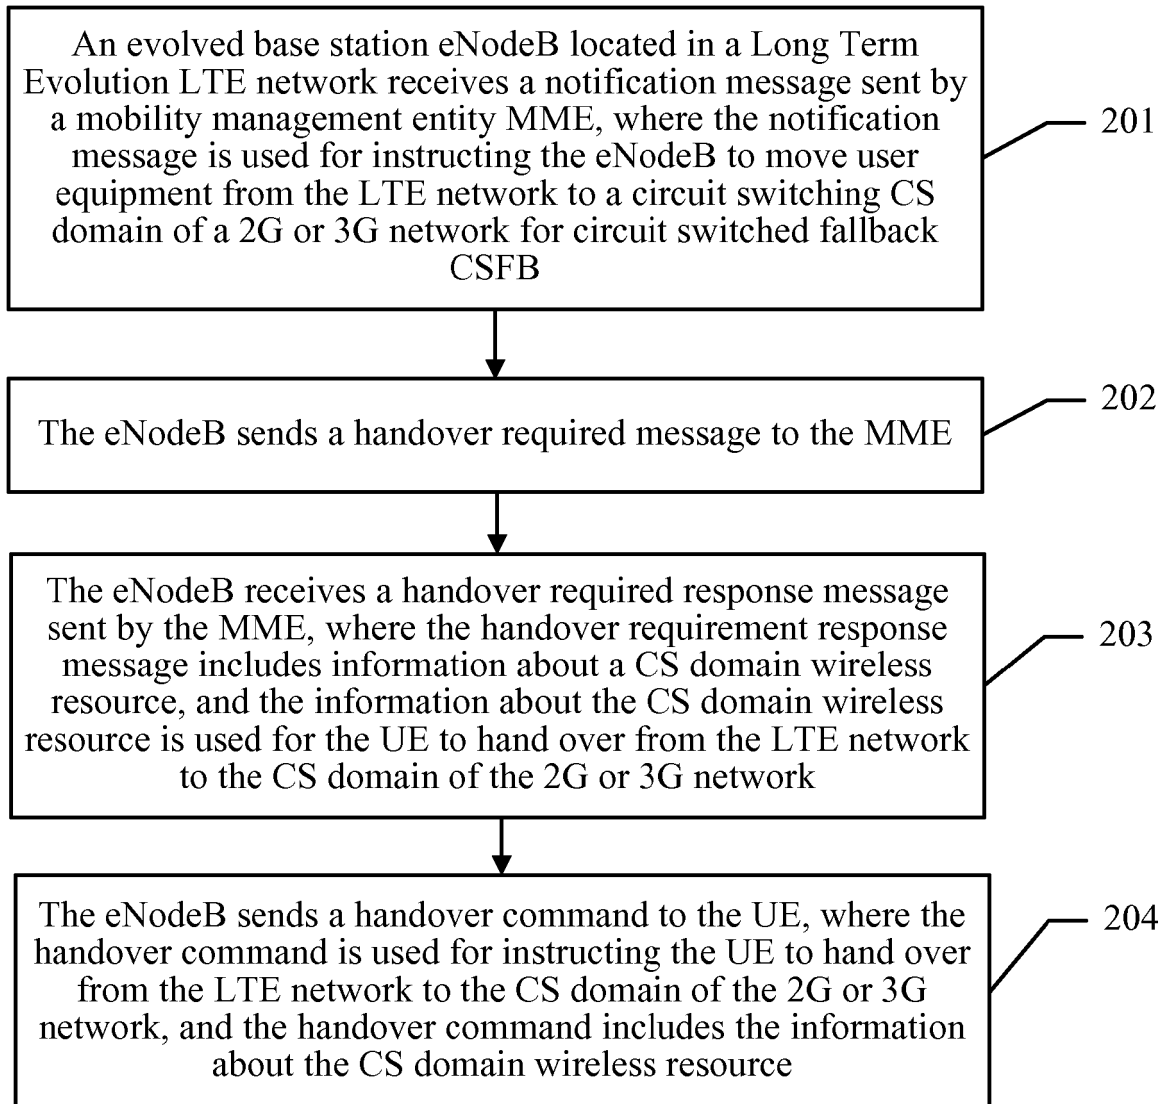 An evolved base station eNodeB located in a Long Term
Evolution LTE network receives a notification message sent by
a mobility management entity MME, where the notification
message is used for instructing the eNodeB to move user
equipment from the LTE network to a circuit switching CS
domain of a 2G or 3G network for circuit switched fallback
CSFB
201
The eNodeB sends a handover required message to the MME
202
The eNodeB receives a handover required response message
sent by the MME, where the handover requirement response
message includes information about a CS domain wireless
resource, and the information about the CS domain wireless
resource is used for the UE to hand over from the LTE network
to the CS domain of the 2G or 3G network
203
The eNodeB sends a handover command to the UE, where the
handover command is used for instructing the UE to hand over
from the LTE network to the CS domain of the 2G or 3G
network, and the handover command includes the information
about the CS domain wireless resource
204